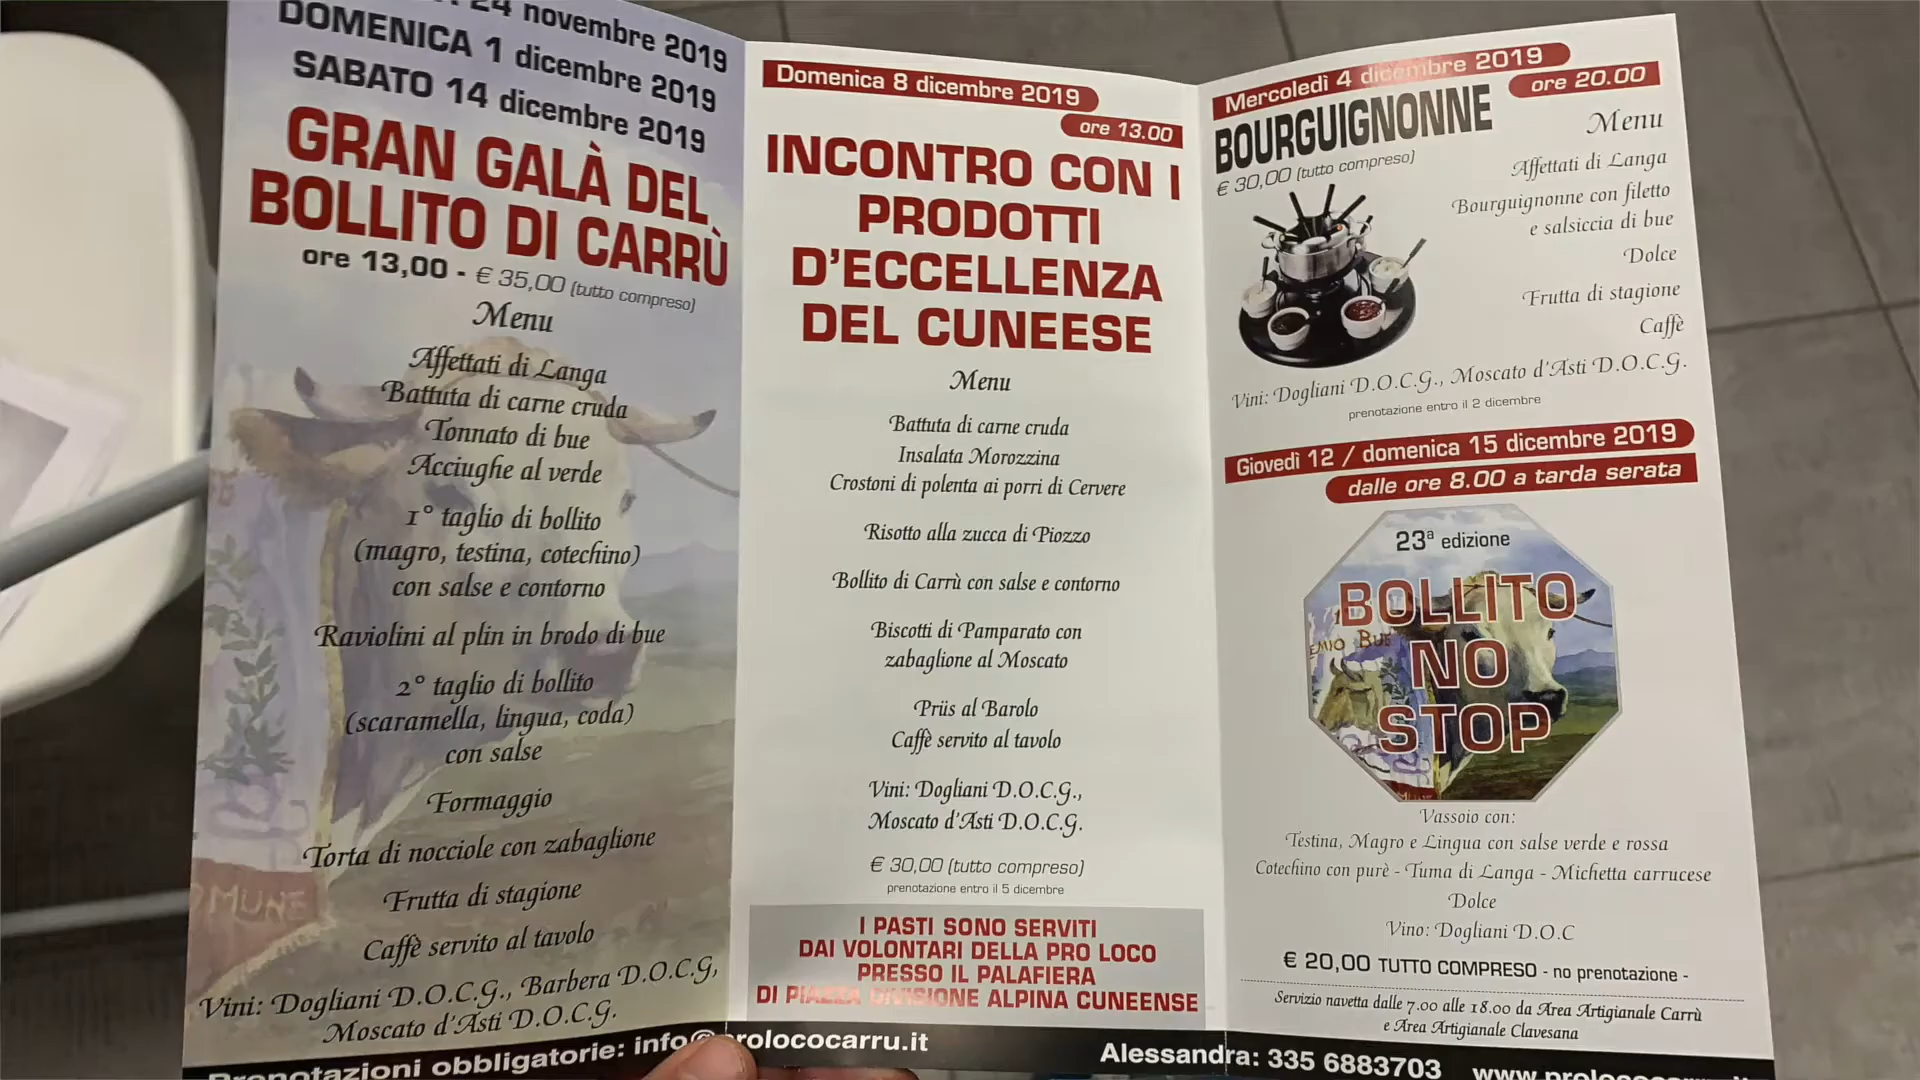 24 novembre 2019
DOMENICA 1 dicembre 2019
SABATO 14 dicembre 2019
GRAN GALÀ DEL
BOLLITO DI CARRÙ
ore 13,00 - € 35,00 (tutto compreso)
Menu
Affettati di Langa
Battuta di carne cruda
Tonnato di bue
Acciughe al verde
1° taglio di bollito
(magro, testina, cotechino)
con salse e contorno
Raviolini al plin in brodo di bue
2° taglio di bollito
(scaramella, lingua, coda)
con salse
Formaggio
Torta di nocciole con zabaglione
Frutta di stagione
Caffè servito al tavolo
Vini: Dogliani D.O.C.G., Barbera D.O.C.G,
Moscato d'Asti D.O.C.G.
Domenica 8 dicembre 2019
ore 13.00
INCONTRO CON I
PRODOTTI
D'ECCELLENZA
DEL CUNEESE
Menu
Battuta di carne cruda
Insalata Morozzina
Crostoni di polenta ai porri di Cervere
Risotto alla zucca di Piozzo
Bollito di Carrù con salse e contorno
Biscotti di Pamparato con
zabaglione al Moscato
Prüs al Barolo
Caffè servito al tavolo
Vini: Dogliani D.O.C.G.,
Moscato d'Asti D.O.C.G.
€ 30,00 (tutto compreso)
prenotazione entro il 5 dicembre
I PASTI SONO SERVITI
DAI VOLONTARI DELLA PRO LOCO
PRESSO IL PALAFIERA
DI PIAZZA DIVISIONE ALPINA CUNEENSE
Mercoledì 4 dicembre 2019
ore 20.00
BOURGUIGNONNE
€ 30,00 (tutto compreso)
Menu
Affettati di Langa
Bourguignonne con filetto
e salsiccia di bue
Dolce
Frutta di stagione
Caffè
Vini: Dogliani D.O.C.G., Moscato d'Asti D.O.C.G.
prenotazione entro il 2 dicembre
Giovedì 12 / domenica 15 dicembre 2019
dalle ore 8.00 a tarda serata
23ª edizione
BOLLITO
NO
STOP
Vassoio con:
Testina, Magro e Lingua con salse verde e rossa
Cotechino con purè - Tuma di Langa - Michetta carrucese
Dolce
Vino: Dogliani D.O.C
€ 20,00 TUTTO COMPRESO - no prenotazione -
Servizio navetta dalle 7.00 alle 18.00 da Area Artigianale Carrù
e Area Artigianale Clavesana
Prenotazioni obbligatorie: info@prolococarru.it
Alessandra: 335 6883703 www.prolococarru.it